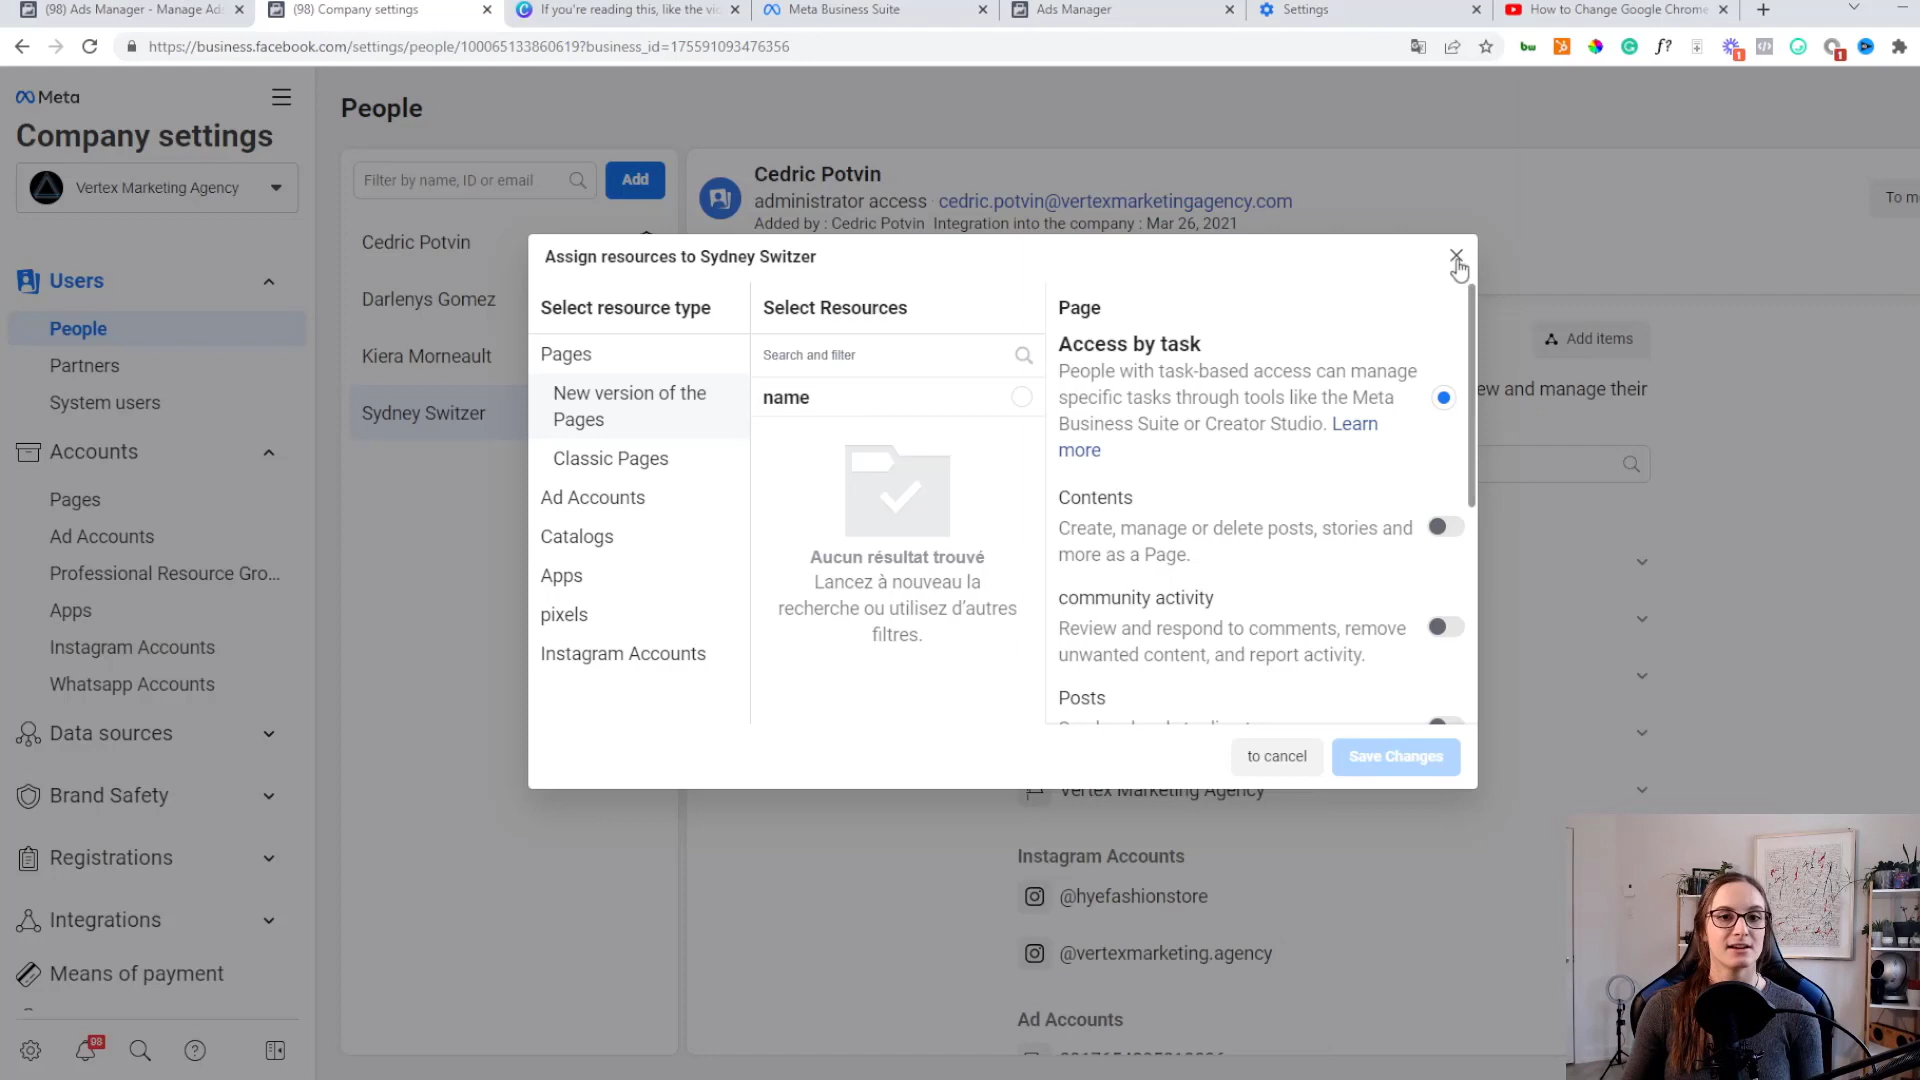 (98) Ads Manager - Manage Ads
(98) Company settings
If you're reading this, like the vi
Meta Business Suite
Ads Manager
Settings
How to Change Google Chrome
https://business.facebook.com/settings/people/100065133860619?business_id=175591093476356
bw
f?
1
1
Meta
Company settings
Vertex Marketing Agency
Users
People
Partners
System users
Accounts
Pages
Ad Accounts
Professional Resource Gro...
Apps
Instagram Accounts
Whatsapp Accounts
Data sources
Brand Safety
Registrations
Integrations
Means of payment
98
People
Filter by name, ID or email
Add
Cedric Potvin
Darlenys Gomez
Kiera Morneault
Sydney Switzer
Cedric Potvin
administrator access · cedric.potvin@vertexmarketingagency.com
Added by : Cedric Potvin Integration into the company : Mar 26, 2021
To m
Add items
ew and manage their
Assign resources to Sydney Switzer
Select resource type
Pages
New version of the
Pages
Classic Pages
Ad Accounts
Catalogs
Apps
pixels
Instagram Accounts
Select Resources
Search and filter
name
Aucun résultat trouvé
Lancez à nouveau la
recherche ou utilisez d'autres
filtres.
Page
Access by task
People with task-based access can manage
specific tasks through tools like the Meta
Business Suite or Creator Studio. Learn
more
Contents
Create, manage or delete posts, stories and
more as a Page.
community activity
Review and respond to comments, remove
unwanted content, and report activity.
Posts
to cancel
Save Changes
Vertex Marketing Agency
Instagram Accounts
@hyefashionstore
@vertexmarketing.agency
Ad Accounts